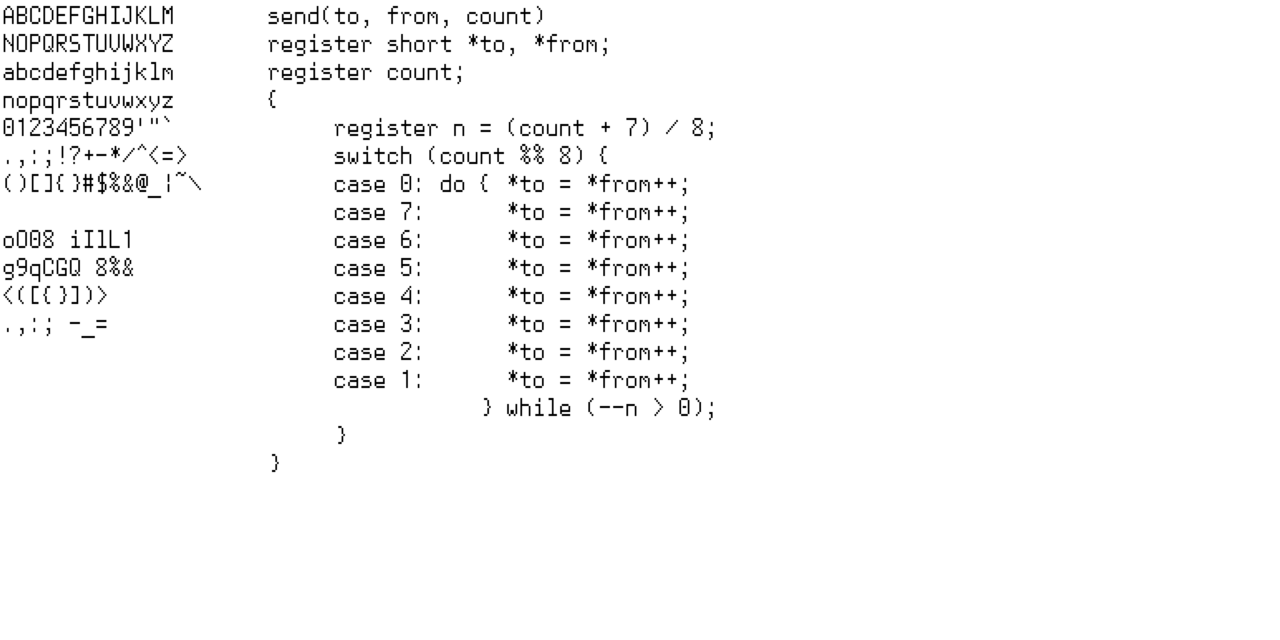 ABCDEFGHIJKLM
NOPQRSTUVWXYZ
abcdefghijklm
nopqrstuvwxyz
0123456789'"`
.,:;!?+-*/^<=>
()[]{}#$%&@_¦~\
oO08 iIlL1
g9qCGQ 8%&
<([{}])>
.,:; -_=
send(to, from, count)
register short *to, *from;
register count;
{
     register n = (count + 7) / 8;
     switch (count %% 8) {
     case 0: do { *to = *from++;
     case 7:      *to = *from++;
     case 6:      *to = *from++;
     case 5:      *to = *from++;
     case 4:      *to = *from++;
     case 3:      *to = *from++;
     case 2:      *to = *from++;
     case 1:      *to = *from++;
                } while (--n > 0);
     }
}